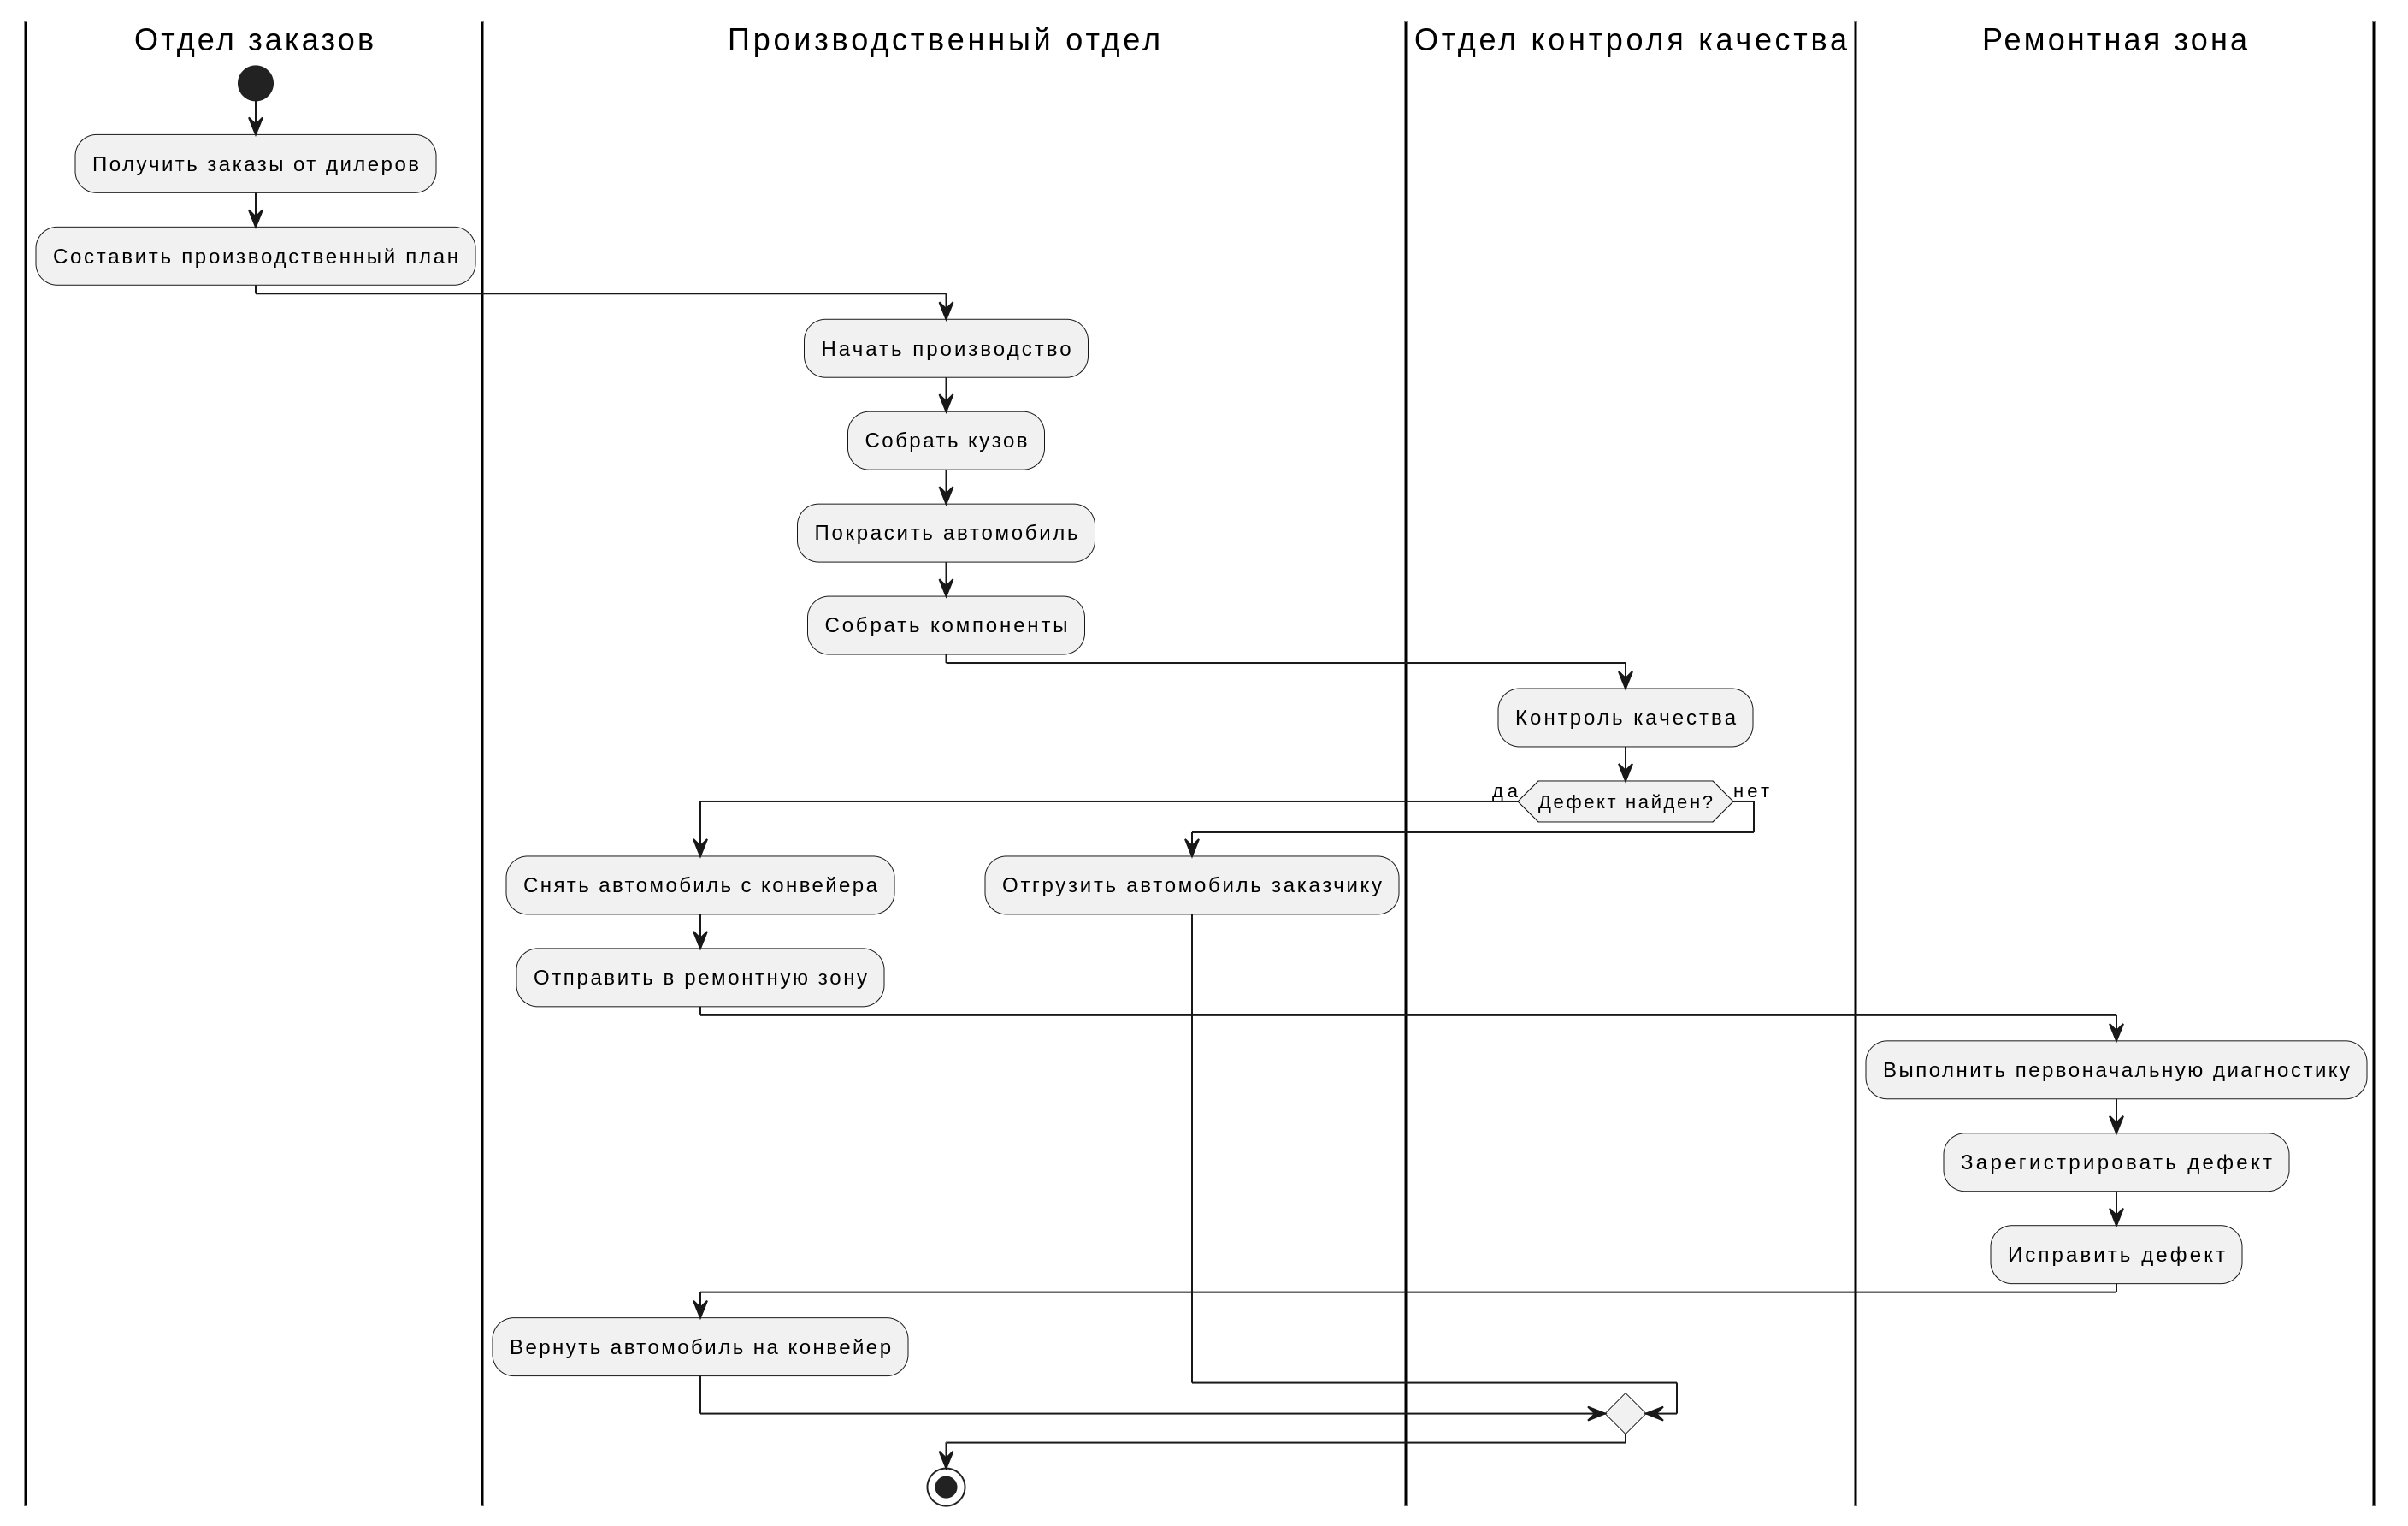 Отдел заказов
Производственный отдел
Отдел контроля качества
Ремонтная зона
Получить заказы от дилеров
Составить производственный план
Начать производство
Собрать кузов
Покрасить автомобиль
Собрать компоненты
Контроль качества
да
Дефект найден?
нет
Снять автомобиль с конвейера
Отгрузить автомобиль заказчику
Отправить в ремонтную зону
Выполнить первоначальную диагностику
Зарегистрировать дефект
Исправить дефект
Вернуть автомобиль на конвейер